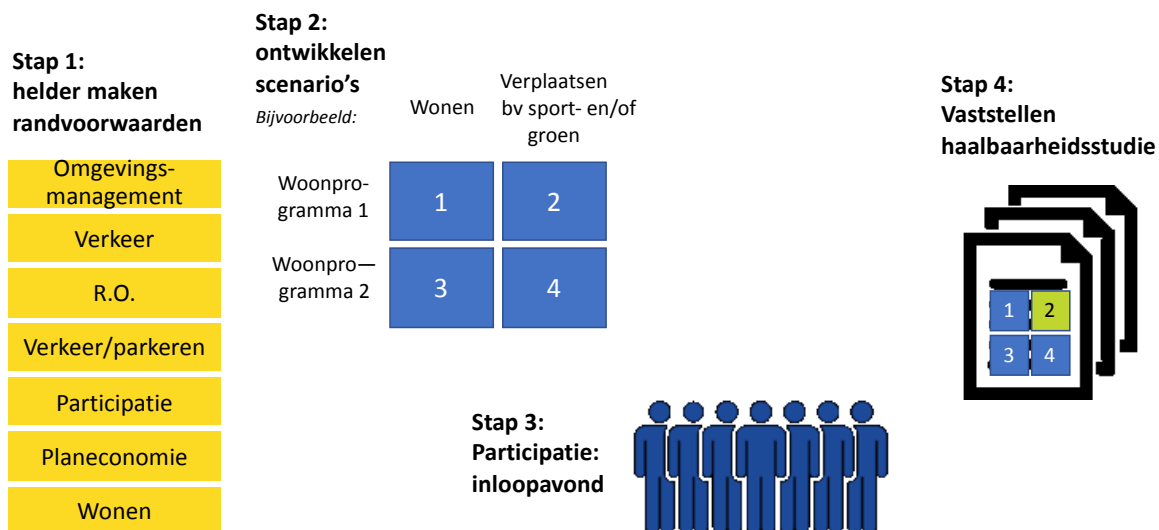 Stap 1:
helder maken
randvoorwaarden
Omgevings-
management
Verkeer
R.O.
Verkeer/parkeren
Participatie
Planeconomie
Wonen
Stap 2:
ontwikkelen
scenario's
Bijvoorbeeld:
Wonen
Verplaatsen
bv sport- en/of
groen
Woonpro-
gramma 1
1
2
Woonpro—
gramma 2
3
4
Stap 3:
Participatie:
inloopavond
Stap 4:
Vaststellen
haalbaarheidsstudie
1
2
3
4